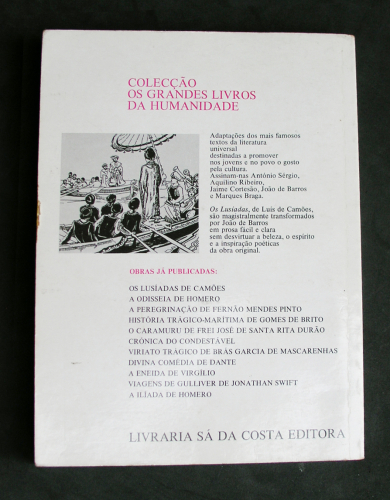 COLECÇÃO
OS GRANDES LIVROS
DA HUMANIDADE
Adaptações dos mais famosos
textos da literatura
universal
destinadas a promover
nos jovens e no povo o gosto
pela cultura.
Assinam-nas António Sérgio,
Aquilino Ribeiro,
Jaime Cortesão, João de Barros
e Marques Braga.
Os Lusíadas, de Luís de Camões,
são magistralmente transformados
por João de Barros
em prosa fácil e clara
sem desvirtuar a beleza, o espírito
e a inspiração poéticas
da obra original.
OBRAS JÁ PUBLICADAS:
OS LUSÍADAS DE CAMÕES
A ODISSEIA DE HOMERO
A PEREGRINAÇÃO DE FERNÃO MENDES PINTO
HISTÓRIA TRÁGICO-MARÍTIMA DE GOMES DE BRITO
O CARAMURU DE FREI JOSÉ DE SANTA RITA DURÃO
CRÓNICA DO CONDESTÁVEL
VIRIATO TRÁGICO DE BRÁS GARCIA DE MASCARENHAS
DIVINA COMÉDIA DE DANTE
A ENEIDA DE VIRGÍLIO
VIAGENS DE GULLIVER DE JONATHAN SWIFT
A ILÍADA DE HOMERO
LIVRARIA SÁ DA COSTA EDITORA